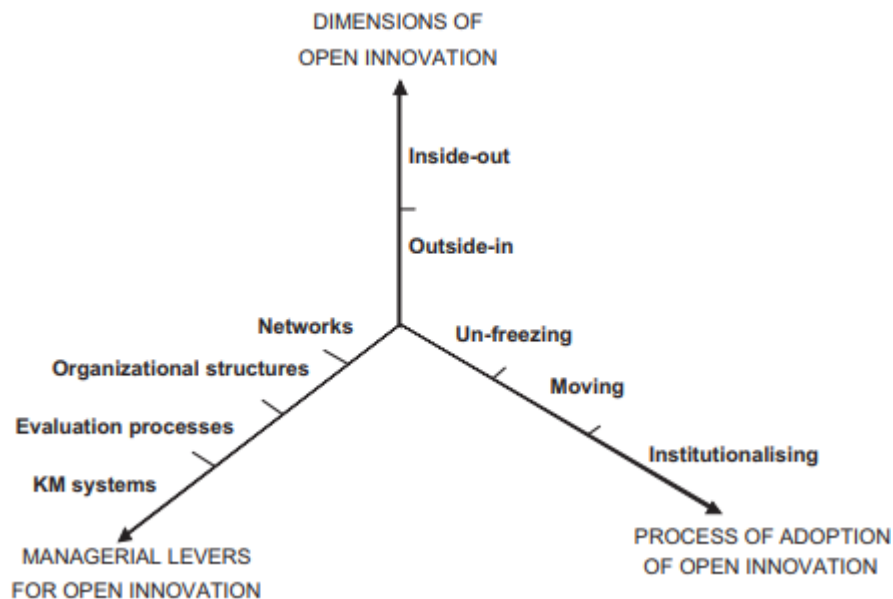 DIMENSIONS OF
OPEN INNOVATION
Inside-out
Outside-in
Networks
Un-freezing
Organizational structures
Moving
Evaluation processes
Institutionalising
KM systems
MANAGERIAL LEVERS
FOR OPEN INNOVATION
PROCESS OF ADOPTION
OF OPEN INNOVATION